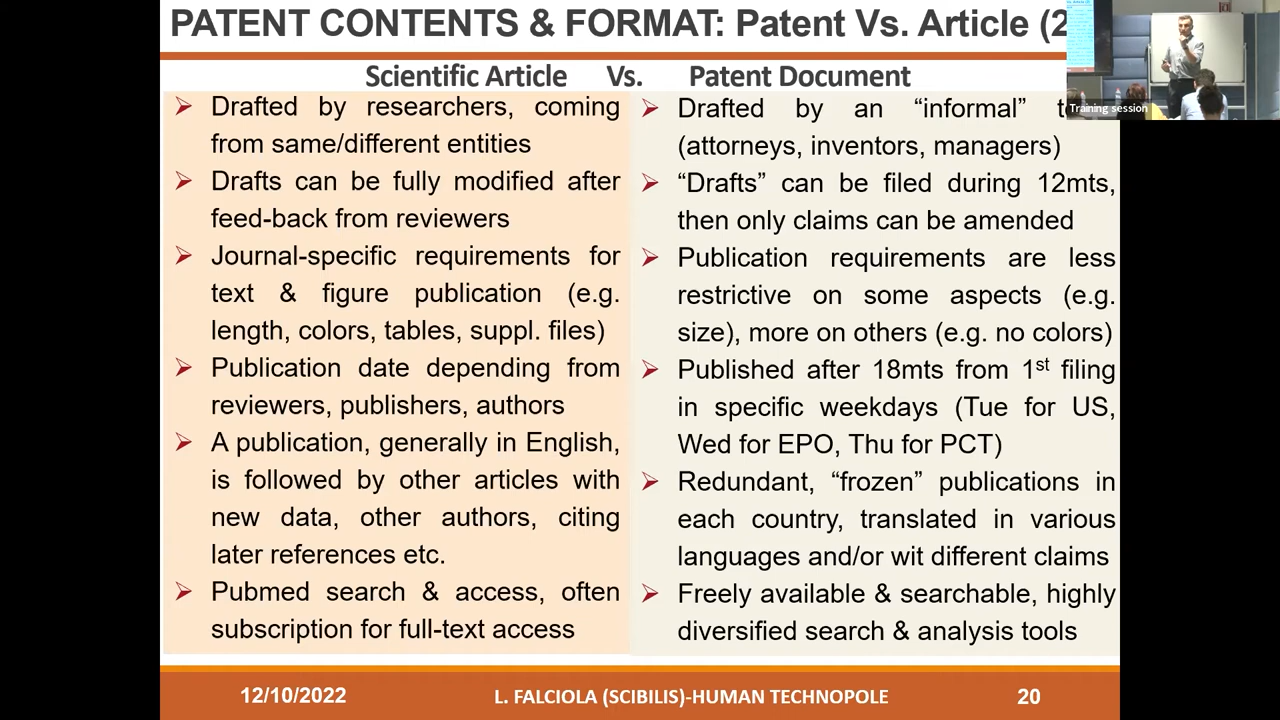 PATENT CONTENTS & FORMAT: Patent Vs. Article (2
Scientific Article Vs. Patent Document
Drafted by researchers, coming
from same/different entities
Drafts can be fully modified after
feed-back from reviewers
Journal-specific requirements for
text & figure publication (e.g.
length, colors, tables, suppl. files)
Publication date depending from
reviewers, publishers, authors
A publication, generally in English,
is followed by other articles with
new data, other authors, citing
later references etc.
Pubmed search & access, often
subscription for full-text access
Drafted by an “informal”
(attorneys, inventors, managers)
“Drafts” can be filed during 12mts,
then only claims can be amended
Publication requirements are less
restrictive on some aspects (e.g.
size), more on others (e.g. no colors)
Published after 18mts from 1st filing
in specific weekdays (Tue for US,
Wed for EPO, Thu for PCT)
Redundant, “frozen” publications in
each country, translated in various
languages and/or wit different claims
Freely available & searchable, highly
diversified search & analysis tools
Training session
12/10/2022
L. FALCIOLA (SCIBILIS)-HUMAN TECHNOPOLE
20